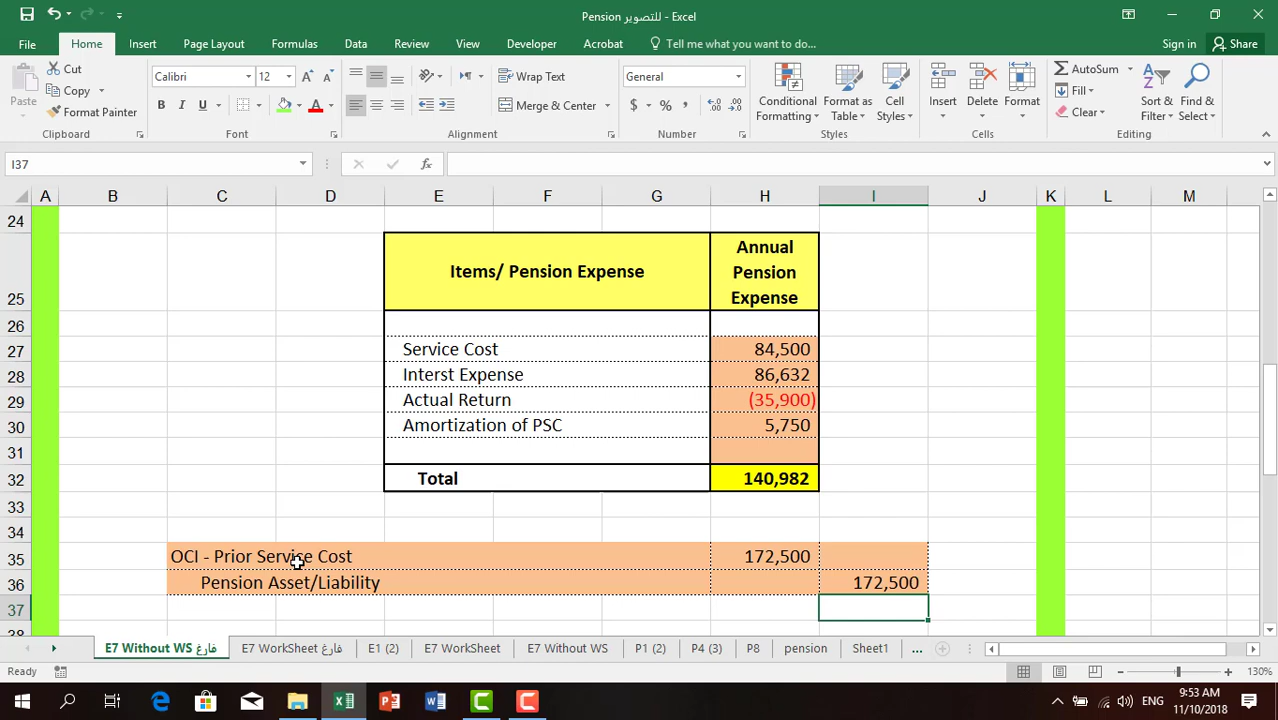 Pension للتصوير - Excel
File Home Insert Page Layout Formulas Data Review View Developer Acrobat Tell me what you want to do... Sign in Share
Paste
Cut
Copy
Format Painter
Clipboard
Calibri 12
B I U
Font
Wrap Text
Merge & Center
Alignment
General
$ % ,
Number
Conditional Formatting
Format as Table
Cell Styles
Styles
Insert
Delete
Format
Cells
AutoSum
Fill
Clear
Sort & Filter
Find & Select
Editing
I37
fx
A B C D E F G H I J K L M
24
25 Items/ Pension Expense Annual Pension Expense
26
27 Service Cost 84,500
28 Interst Expense 86,632
29 Actual Return (35,900)
30 Amortization of PSC 5,750
31
32 Total 140,982
33
34
35 OCI - Prior Service Cost 172,500
36 Pension Asset/Liability 172,500
37
38
E7 Without WS فارغ E7 WorkSheet فارغ E1 (2) E7 WorkSheet E7 Without WS P1 (2) P4 (3) P8 pension Sheet1 ...
Ready 130%
ENG
9:53 AM
11/10/2018